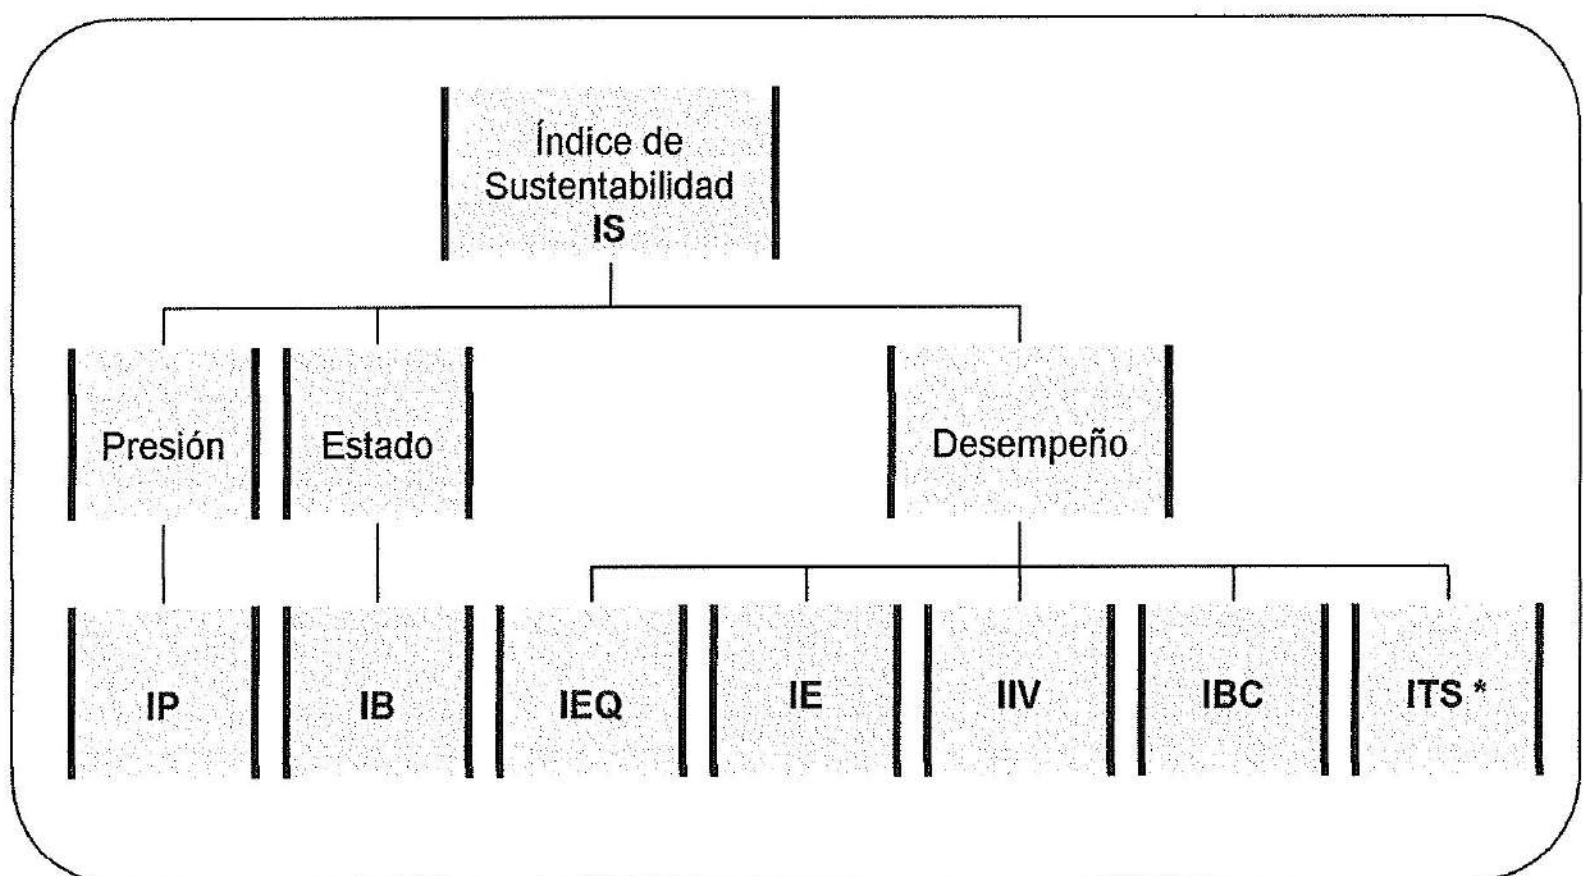 Índice de
Sustentabilidad
IS
Presión
Estado
Desempeño
IP
IB
IEQ
IE
IIV
IBC
ITS *